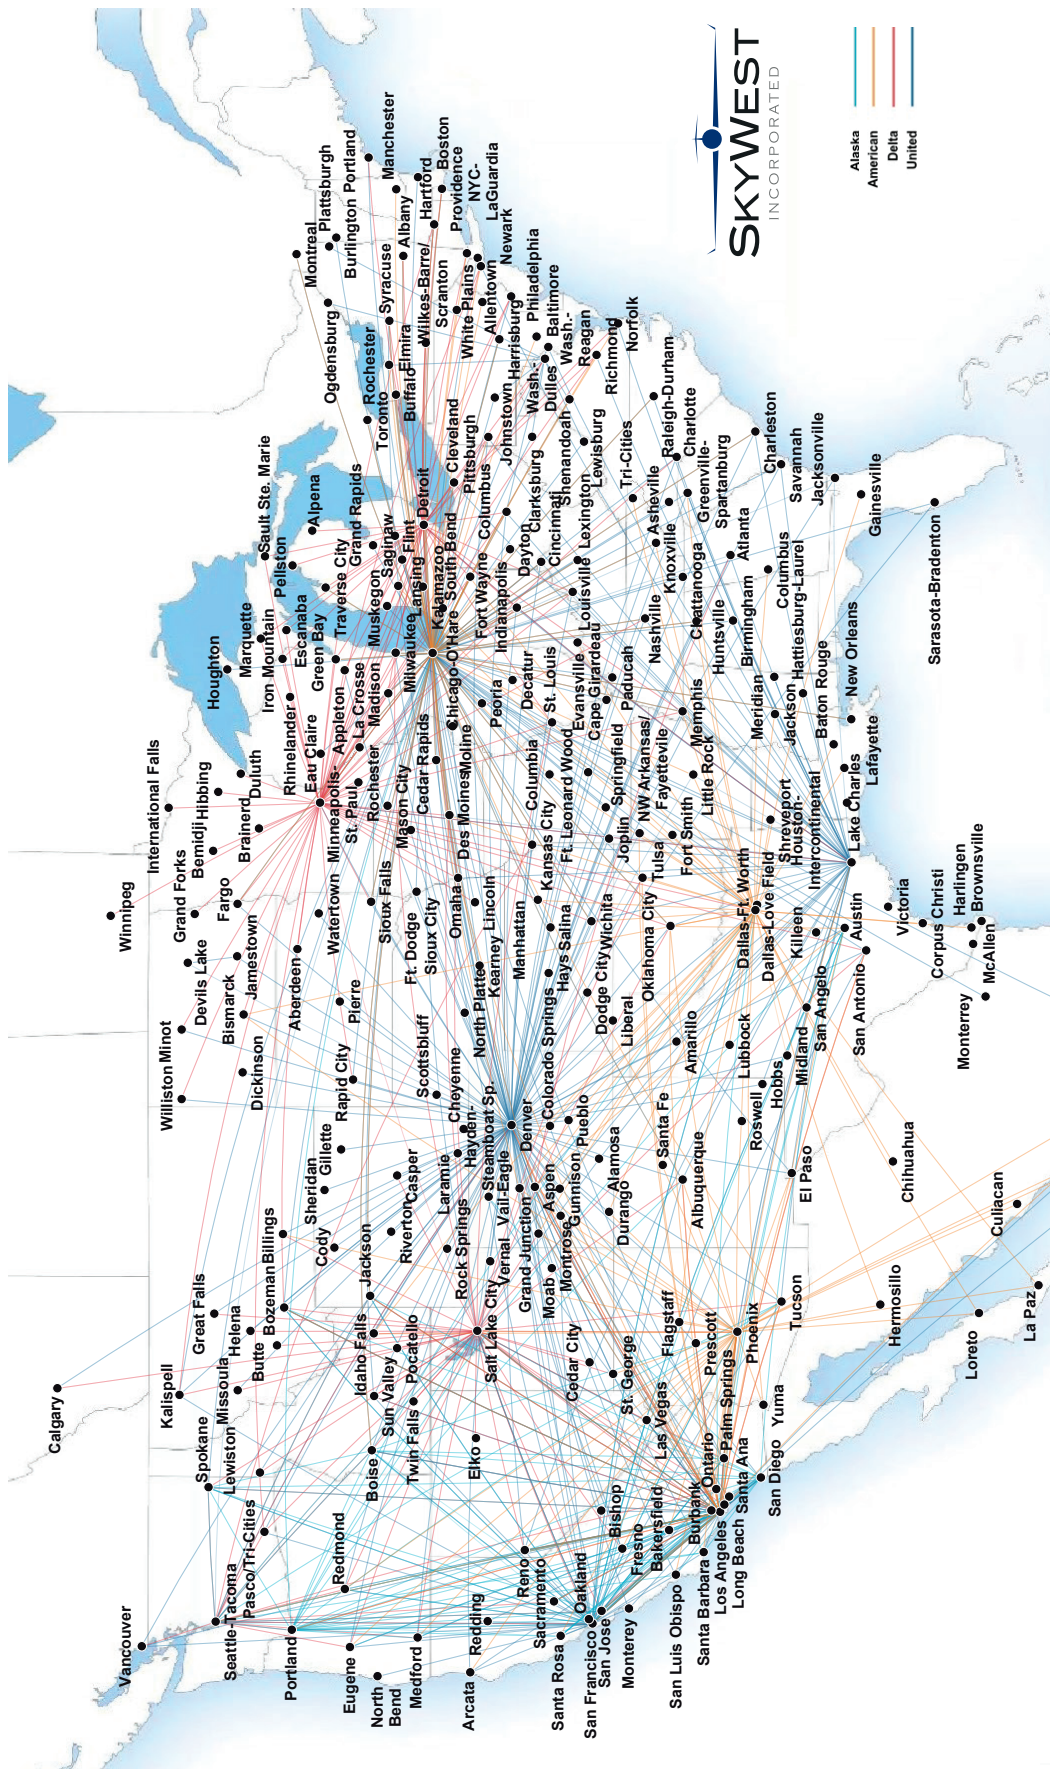 Vancouver
Seattle-Tacoma
Pasco/Tri-Cities
Spokane
Lewiston
Portland
Redmond
Eugene
North
Bend
Medford
Arcata
Redding
Reno
Sacramento
Santa Rosa
Oakland
San Francisco
San Jose
Monterey
Bishop
Fresno
Bakersfield
San Luis Obispo
Santa Barbara
Burbank
Los Angeles
Long Beach
Ontario
Santa Ana
Palm Springs
San Diego
Yuma
Calgary
Kalispell
Missoula
Great Falls
Helena
Butte
Bozeman
Billings
Boise
Idaho Falls
Sun Valley
Pocatello
Twin Falls
Elko
Jackson
Cody
Sheridan
Gillette
Riverton
Casper
Laramie
Rock Springs
Salt Lake City
Vernal
Cedar City
St. George
Las Vegas
Flagstaff
Prescott
Phoenix
Tucson
Moab
Grand Junction
Montrose
Gunnison
Aspen
Vail-Eagle
Hayden-
Steamboat Sp.
Cheyenne
Scottsbluff
Denver
Colorado Springs
Pueblo
Alamosa
Durango
Santa Fe
Albuquerque
Roswell
Hobbs
El Paso
Hermosillo
Chihuahua
Culiacan
Loreto
La Paz
Williston
Minot
Dickinson
Bismarck
Devils Lake
Jamestown
Grand Forks
Fargo
Winnipeg
Rapid City
Pierre
Aberdeen
Watertown
Sioux Falls
North Platte
Kearney
Lincoln
Omaha
Sioux City
Ft. Dodge
Hays
Salina
Manhattan
Dodge City
Liberal
Wichita
Oklahoma City
Tulsa
Amarillo
Lubbock
Midland
San Angelo
San Antonio
Austin
Killeen
Dallas-Ft. Worth
Dallas-Love Field
Monterrey
McAllen
Harlingen
Brownsville
Corpus Christi
Victoria
International Falls
Bemidji
Hibbing
Brainerd
Duluth
Minneapolis-
St. Paul
Rochester
Mason City
Eau Claire
La Crosse
Rhinelander
Appleton
Green Bay
Madison
Milwaukee
Cedar Rapids
Des Moines
Moline
Chicago-O'Hare
Peoria
Decatur
Kansas City
Columbia
Ft. Leonard Wood
St. Louis
Springfield
Joplin
NW Arkansas/
Fayetteville
Fort Smith
Little Rock
Memphis
Shreveport
Houston-
Intercontinental
Lake Charles
Lafayette
Baton Rouge
New Orleans
Jackson
Meridian
Hattiesburg-Laurel
Houghton
Marquette
Iron Mountain
Escanaba
Sault Ste. Marie
Pellston
Alpena
Traverse City
Muskegon
Grand Rapids
Saginaw
Flint
Lansing
Kalamazoo
South Bend
Detroit
Fort Wayne
Indianapolis
Evansville
Cape Girardeau
Paducah
Louisville
Lexington
Cincinnati
Dayton
Columbus
Cleveland
Pittsburgh
Johnstown
Clarksburg
Shenandoah
Lewisburg
Tri-Cities
Nashville
Knoxville
Chattanooga
Huntsville
Birmingham
Atlanta
Columbus
Asheville
Greenville-
Spartanburg
Charlotte
Raleigh-Durham
Charleston
Savannah
Jacksonville
Gainesville
Sarasota-Bradenton
Toronto
Buffalo
Rochester
Elmira
Syracuse
Ogdensburg
Montreal
Plattsburgh
Burlington
Portland
Manchester
Albany
Boston
Hartford
Providence
NYC-
LaGuardia
Newark
White Plains
Wilkes-Barre/
Scranton
Allentown
Harrisburg
Philadelphia
Baltimore
Wash.-
Dulles
Wash.-
Reagan
Richmond
Norfolk
SKYWEST
INCORPORATED
Alaska
American
Delta
United